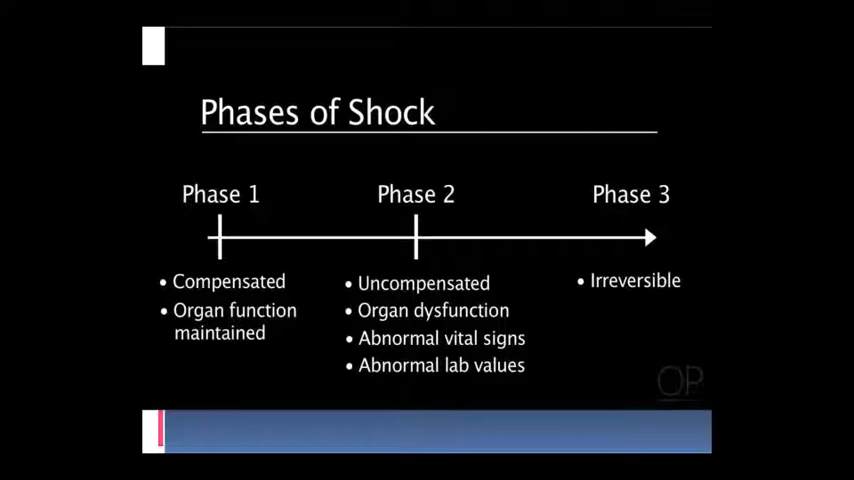 Phases of Shock
Phase 1
Phase 2
Phase 3
• Compensated
• Organ function
maintained
• Uncompensated
• Organ dysfunction
• Abnormal vital signs
• Abnormal lab values
• Irreversible
OP